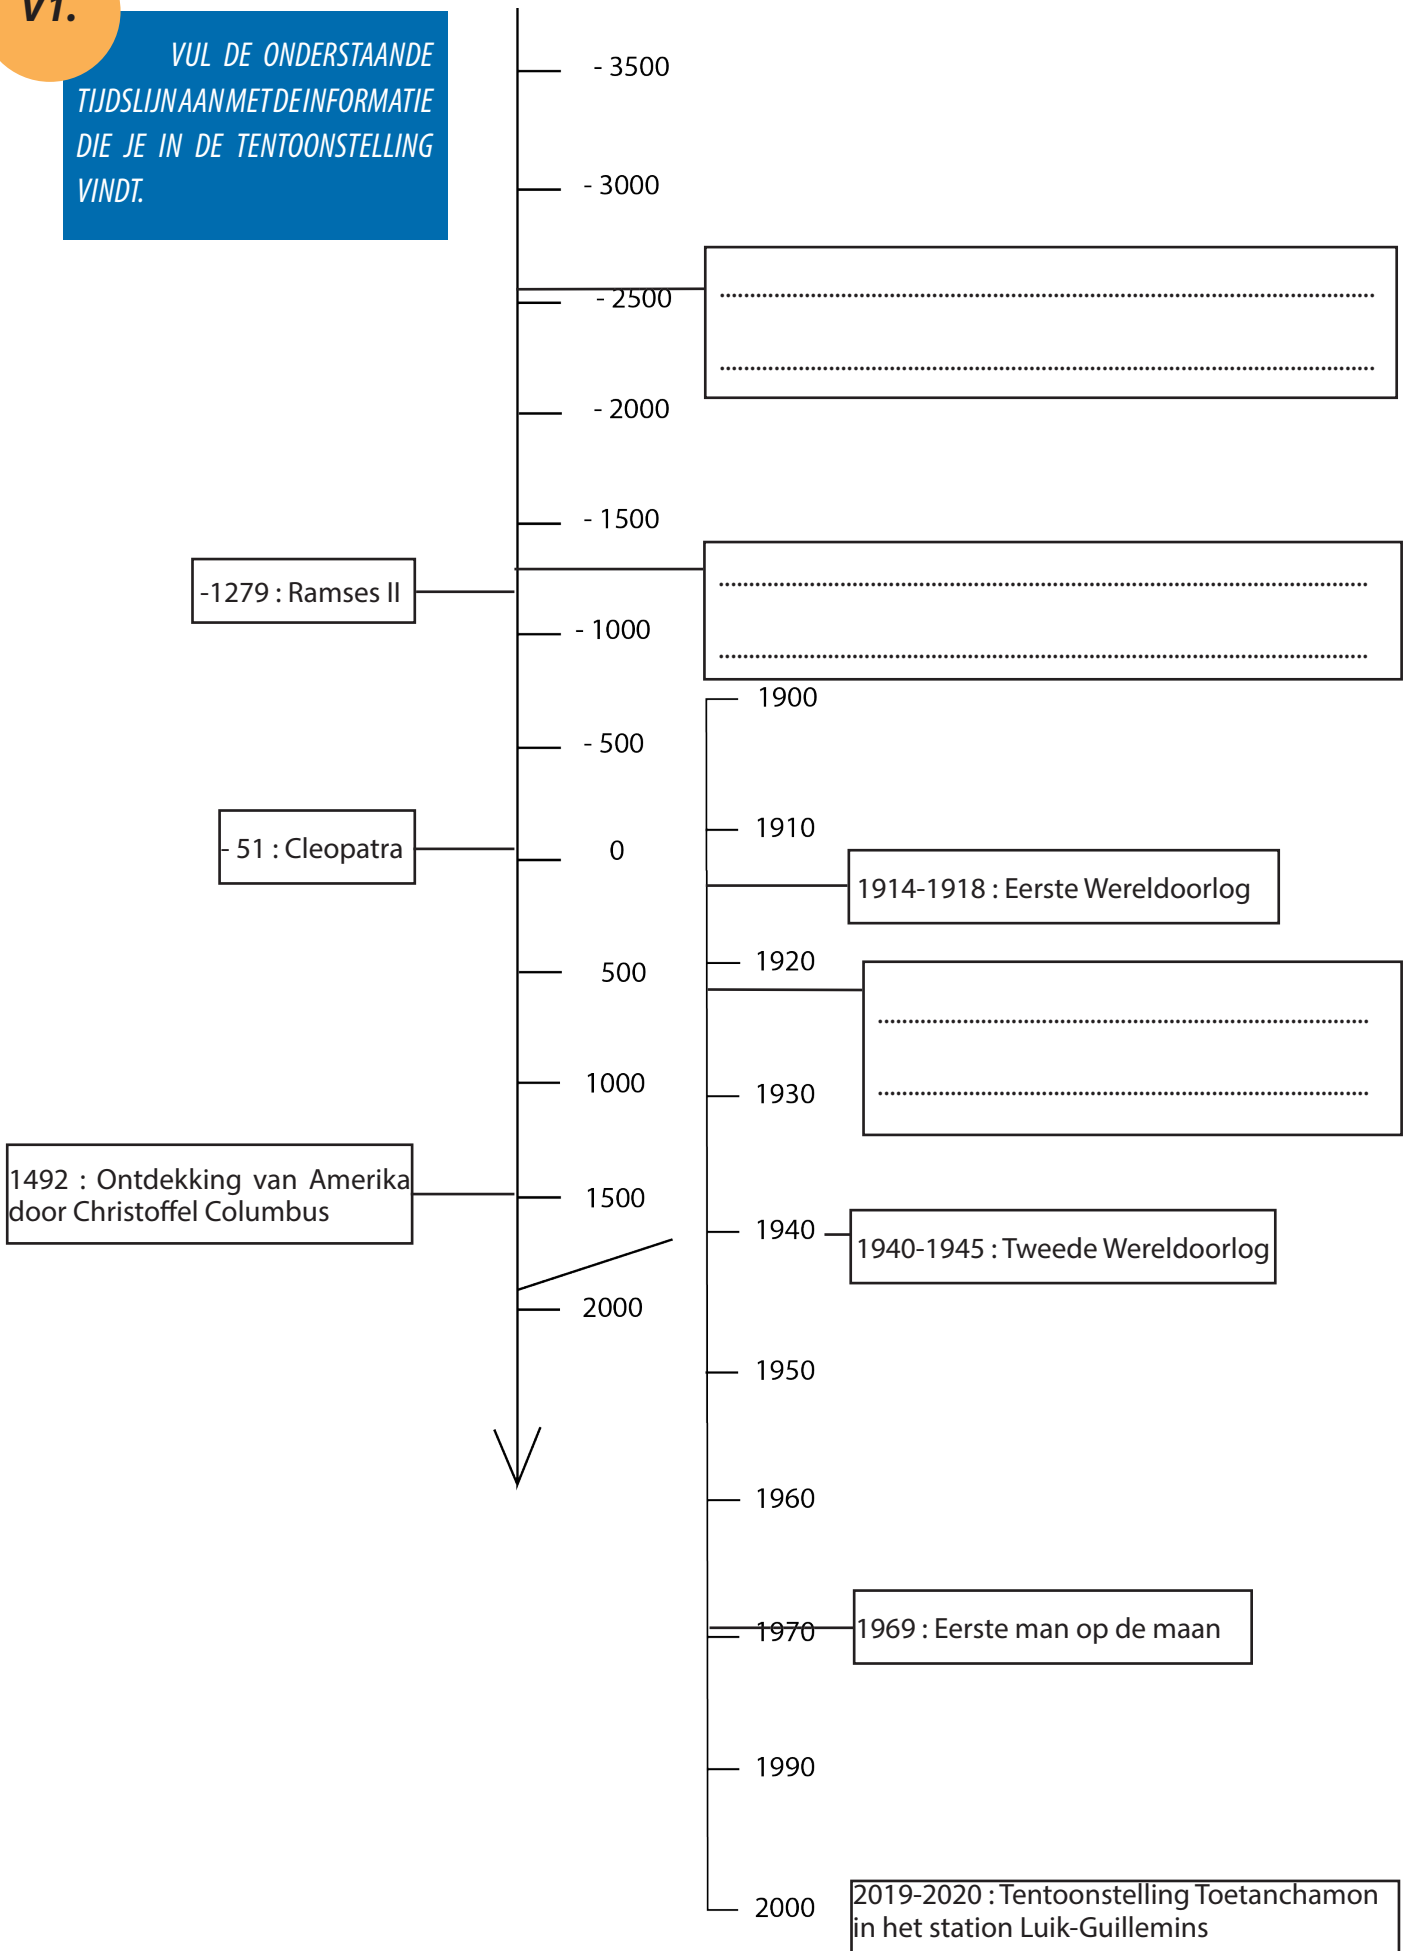 V1.
VUL DE ONDERSTAANDE
TIJDSLIJN AAN MET DE INFORMATIE
DIE JE IN DE TENTOONSTELLING
VINDT.
- 3500
- 3000
- 2500
................................................................................
................................................................................
- 2000
- 1500
................................................................................
-1279 : Ramses II
- 1000
................................................................................
1900
- 500
1910
- 51 : Cleopatra
0
1914-1918 : Eerste Wereldoorlog
1920
500
................................................................................
1000
1930
................................................................................
1492 : Ontdekking van Amerika
door Christoffel Columbus
1500
1940
1940-1945 : Tweede Wereldoorlog
2000
1950
1960
1970
1969 : Eerste man op de maan
1990
2000
2019-2020 : Tentoonstelling Toetanchamon
in het station Luik-Guillemins